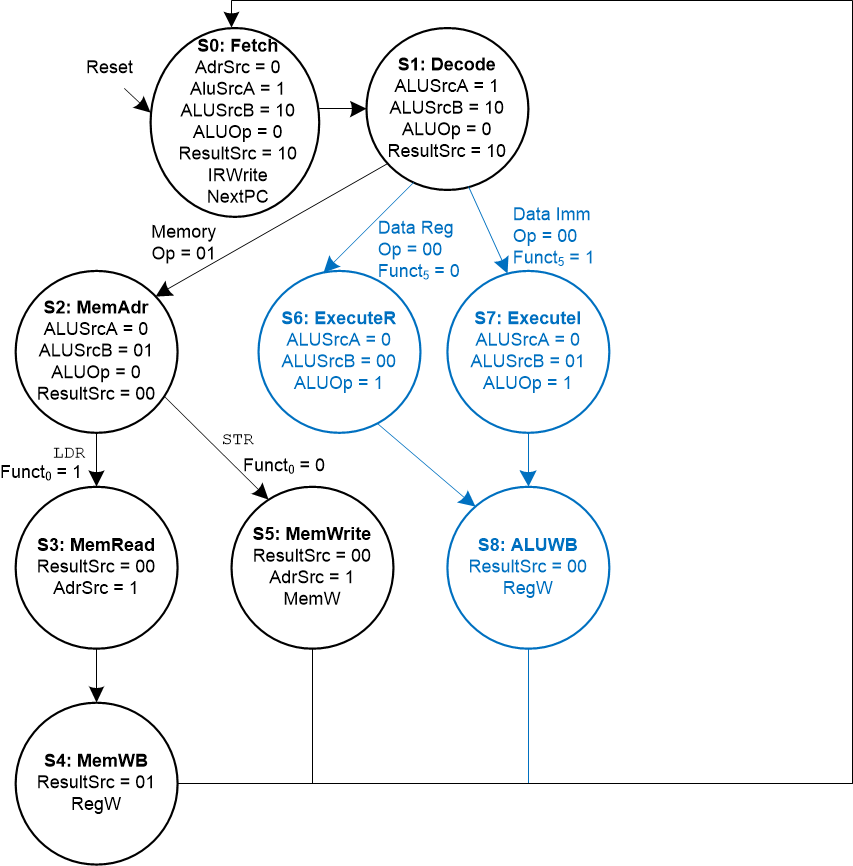 Reset
S0: Fetch
AdrSrc = 0
AluSrcA = 1
ALUSrcB = 10
ALUOp = 0
ResultSrc = 10
IRWrite
NextPC
S1: Decode
ALUSrcA = 1
ALUSrcB = 10
ALUOp = 0
ResultSrc = 10
Memory
Op = 01
Data Reg
Op = 00
Funct₅ = 0
Data Imm
Op = 00
Funct₅ = 1
S2: MemAdr
ALUSrcA = 0
ALUSrcB = 01
ALUOp = 0
ResultSrc = 00
S6: ExecuteR
ALUSrcA = 0
ALUSrcB = 00
ALUOp = 1
S7: ExecuteI
ALUSrcA = 0
ALUSrcB = 01
ALUOp = 1
LDR
Funct₀ = 1
STR
Funct₀ = 0
S3: MemRead
ResultSrc = 00
AdrSrc = 1
S5: MemWrite
ResultSrc = 00
AdrSrc = 1
MemW
S8: ALUWB
ResultSrc = 00
RegW
S4: MemWB
ResultSrc = 01
RegW